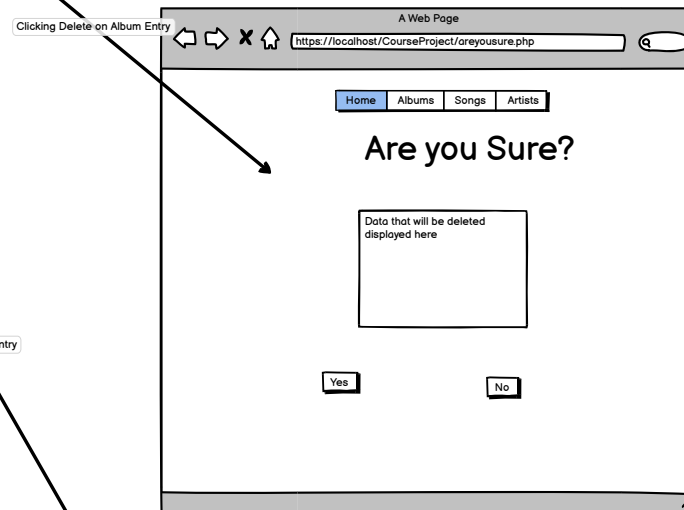 Clicking Delete on Album Entry
A Web Page
https://localhost/CourseProject/areyousure.php
Home Albums Songs Artists
Are you Sure?
Data that will be deleted
displayed here
ntry
Yes
No